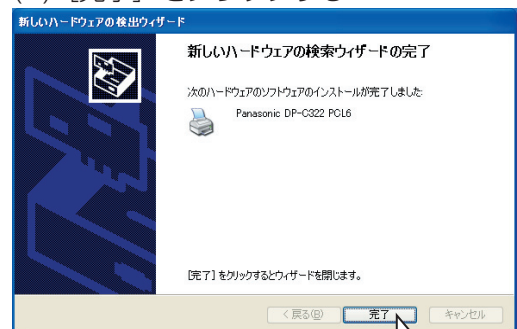 新しいハードウェアの検出ウィザード
新しいハードウェアの検索ウィザードの完了
次のハードウェアのソフトウェアのインストールが完了しました:
Panasonic DP-C322 PCL6
[完了] をクリックするとウィザードを閉じます。
< 戻る(B)
完了
キャンセル